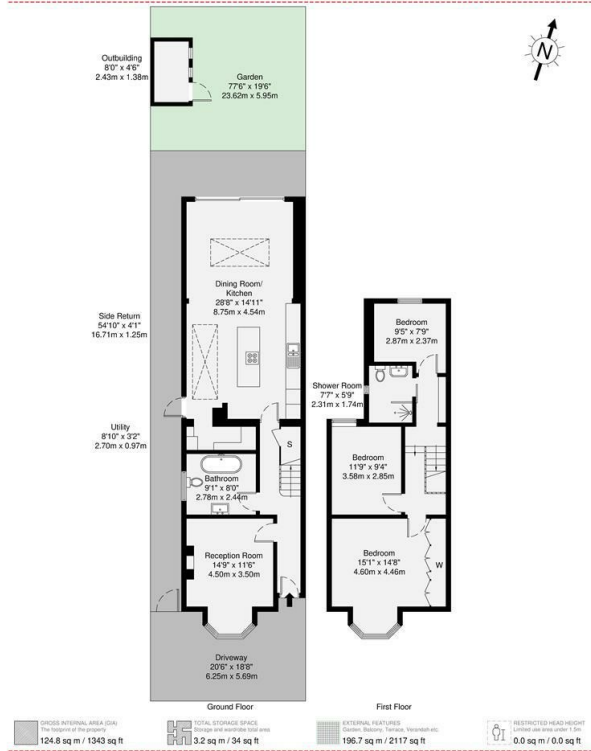 Outbuilding
8'0" x 4'6"
2.43m x 1.38m
Garden
77'6" x 19'6"
23.62m x 5.95m
N
Dining Room/
Kitchen
28'8" x 14'11"
8.75m x 4.54m
Side Return
54'10" x 4'1"
16.71m x 1.25m
Bedroom
9'5" x 7'9"
2.87m x 2.37m
Shower Room
7'7" x 5'9"
2.31m x 1.74m
Utility
8'10" x 3'2"
2.70m x 0.97m
S
Bathroom
9'1" x 8'0"
2.78m x 2.44m
Bedroom
11'9" x 9'4"
3.58m x 2.85m
Reception Room
14'9" x 11'6"
4.50m x 3.50m
Bedroom
15'1" x 14'8"
4.60m x 4.46m
W
Driveway
20'6" x 18'8"
6.25m x 5.69m
Ground Floor
First Floor
GROSS INTERNAL AREA (GIA)
The footprint of the property
124.8 sq m / 1343 sq ft
TOTAL STORAGE SPACE
Storage and wardrobe total area
3.2 sq m / 34 sq ft
EXTERNAL FEATURES
Garden, Balcony, Terrace, Verandah etc.
196.7 sq m / 2117 sq ft
RESTRICTED HEAD HEIGHT
Limited use area under 1.5m
0.0 sq m / 0.0 sq ft